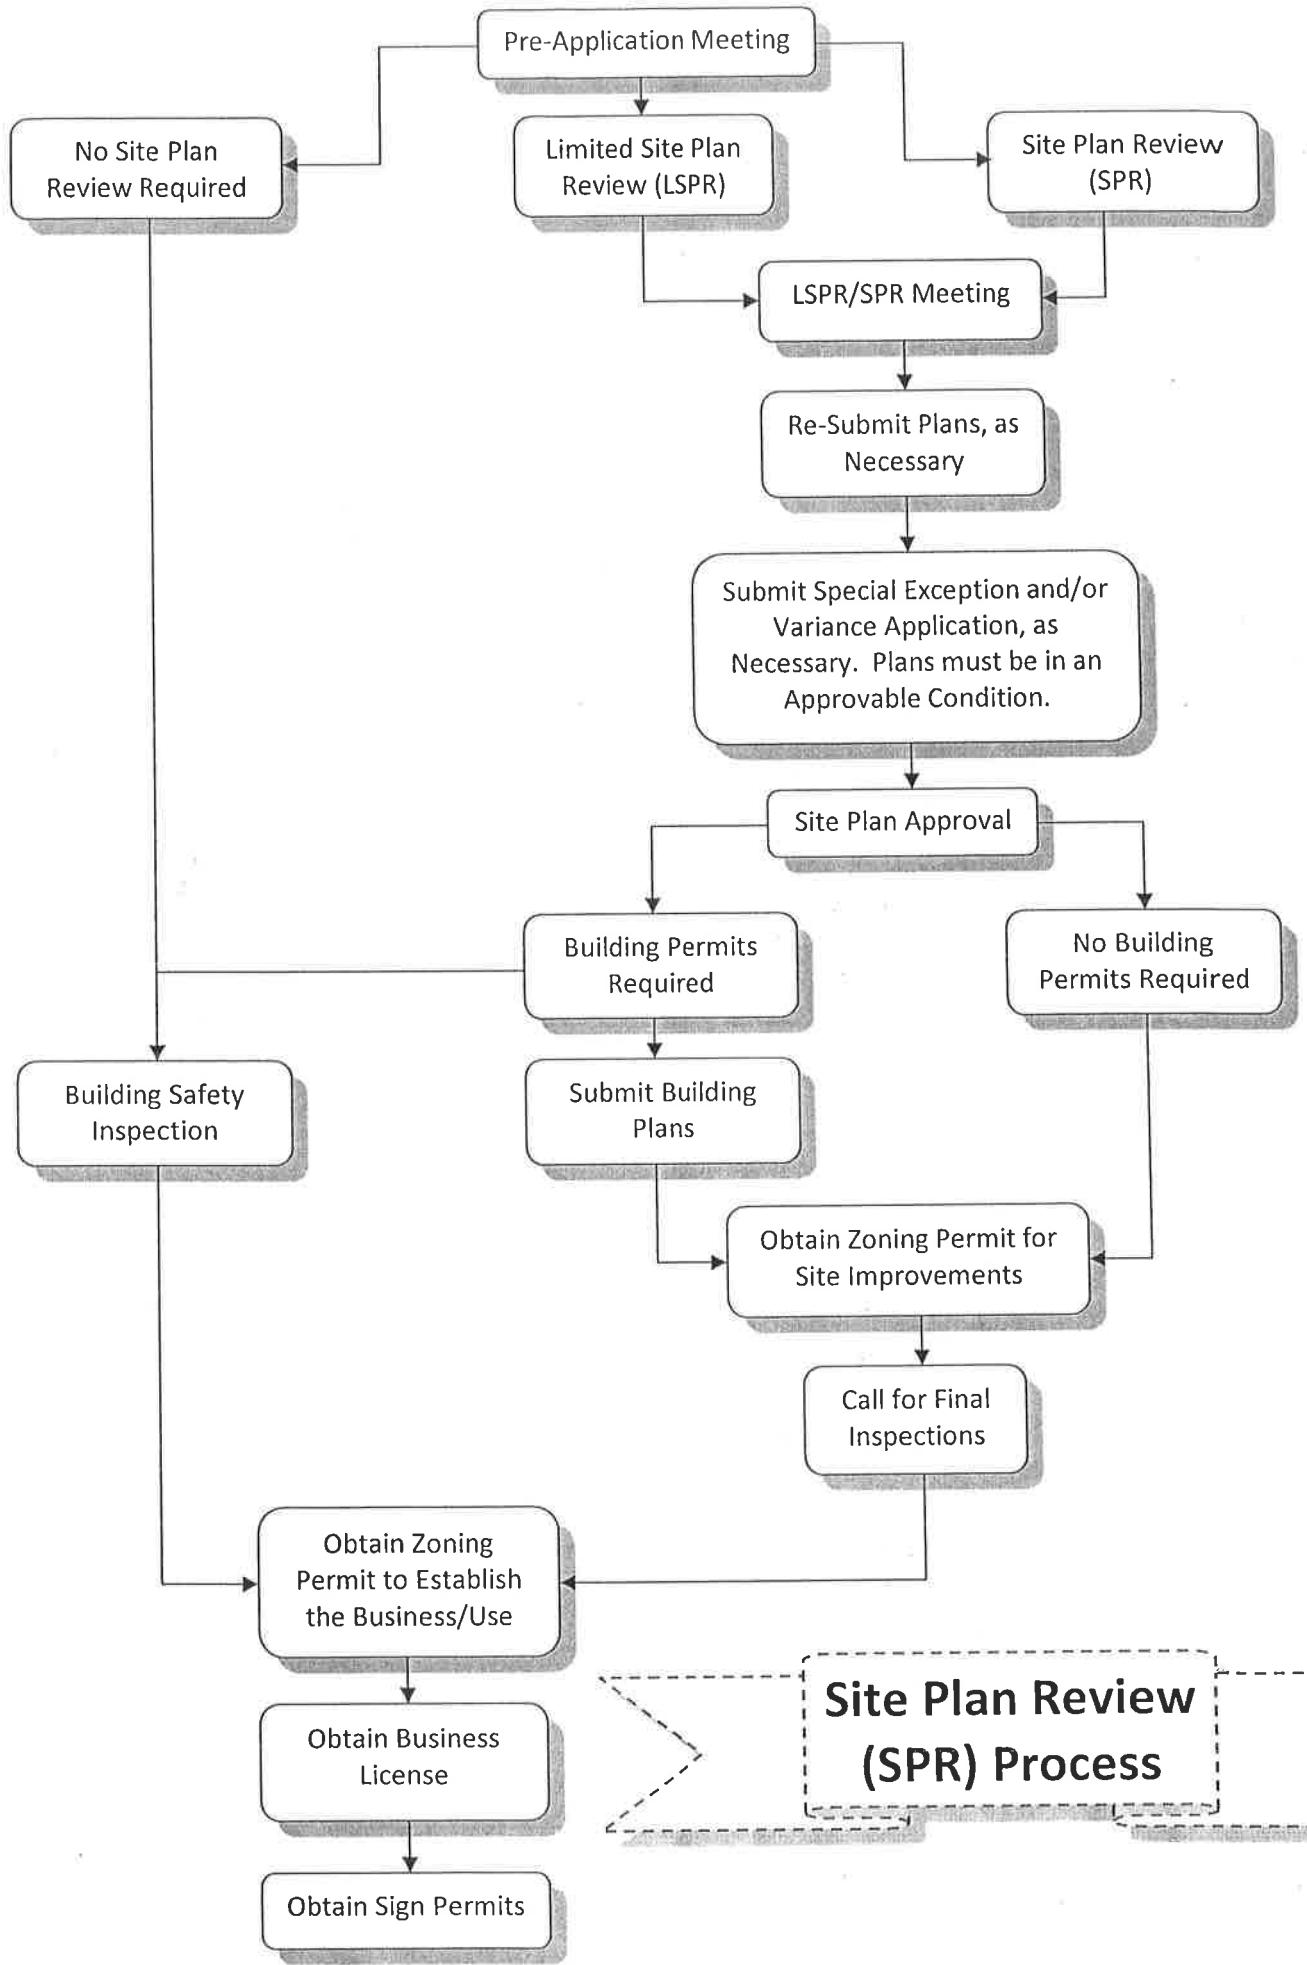 Pre-Application Meeting
No Site Plan
Review Required
Limited Site Plan
Review (LSPR)
Site Plan Review
(SPR)
LSPR/SPR Meeting
Re-Submit Plans, as
Necessary
Submit Special Exception and/or
Variance Application, as
Necessary. Plans must be in an
Approvable Condition.
Site Plan Approval
Building Permits
Required
No Building
Permits Required
Building Safety
Inspection
Submit Building
Plans
Obtain Zoning Permit for
Site Improvements
Call for Final
Inspections
Obtain Zoning
Permit to Establish
the Business/Use
Obtain Business
License
Obtain Sign Permits
Site Plan Review
(SPR) Process